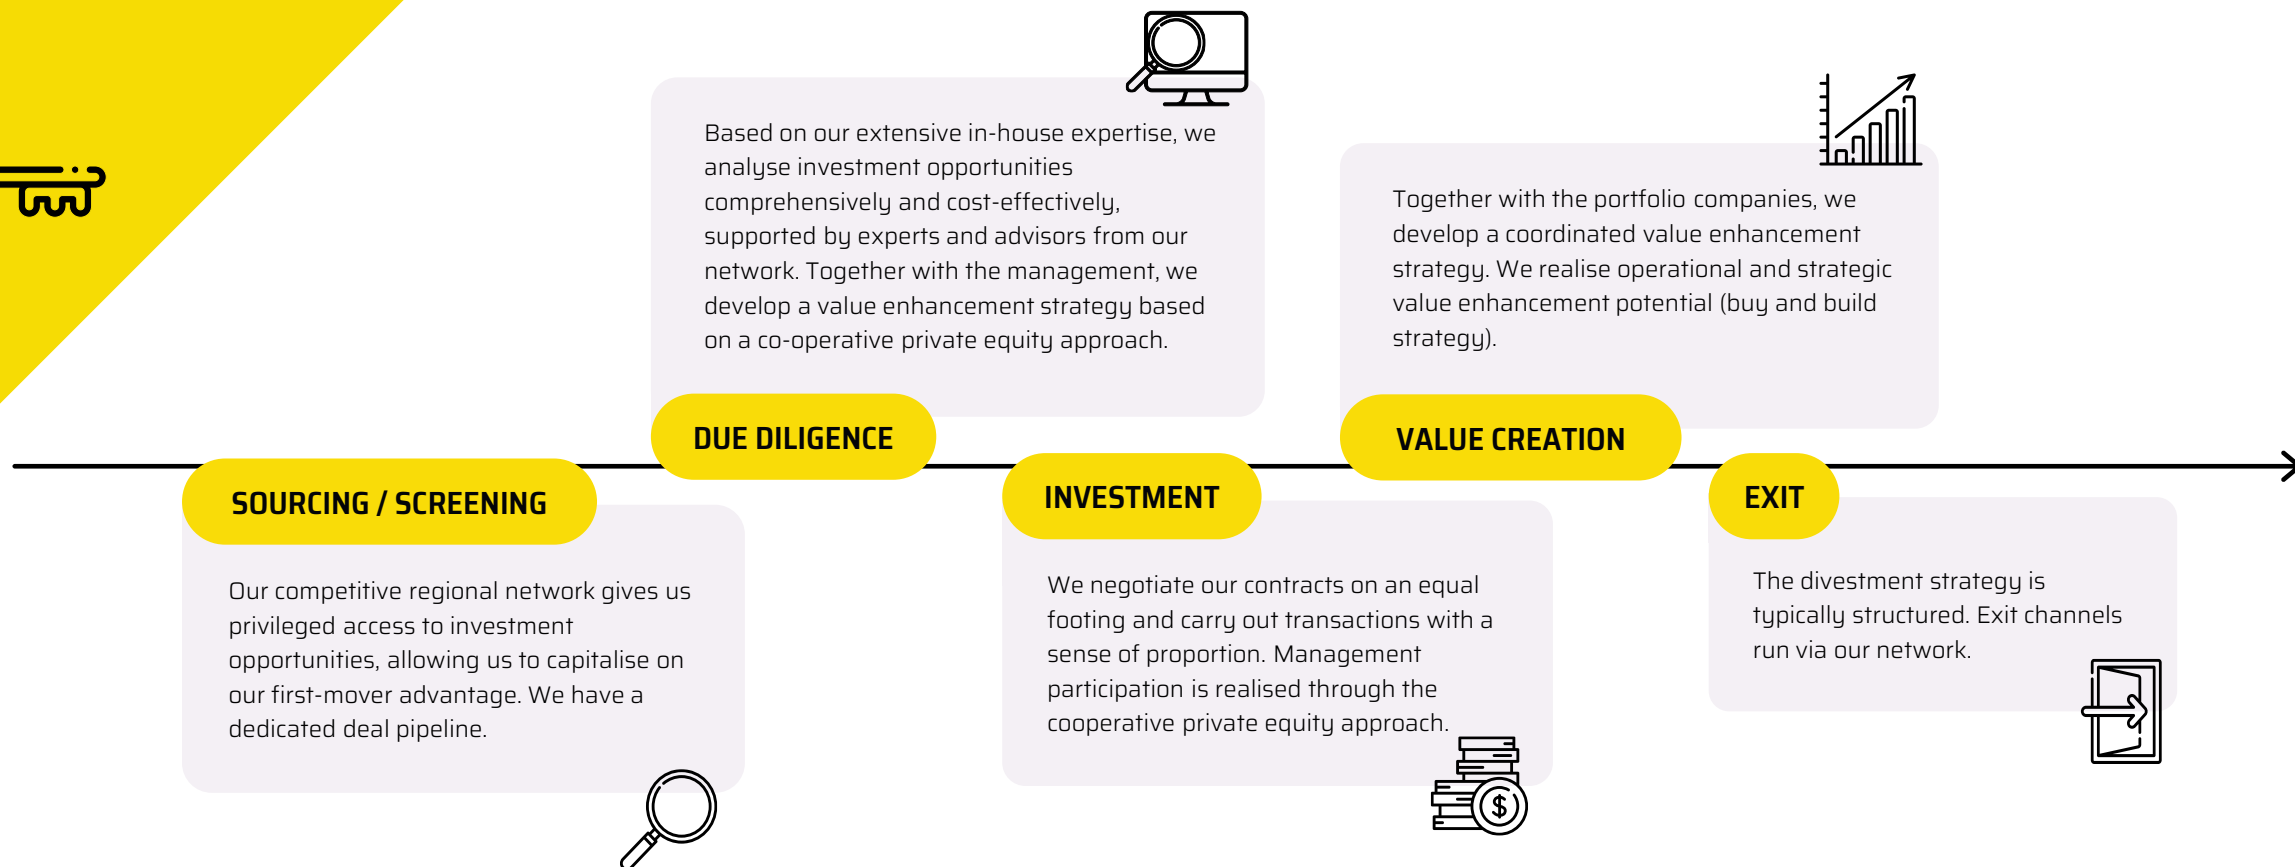 SOURCING / SCREENING
Our competitive regional network gives us
privileged access to investment
opportunities, allowing us to capitalise on
our first-mover advantage. We have a
dedicated deal pipeline.
Based on our extensive in-house expertise, we
analyse investment opportunities
comprehensively and cost-effectively,
supported by experts and advisors from our
network. Together with the management, we
develop a value enhancement strategy based
on a co-operative private equity approach.
DUE DILIGENCE
INVESTMENT
We negotiate our contracts on an equal
footing and carry out transactions with a
sense of proportion. Management
participation is realised through the
cooperative private equity approach.
$
Together with the portfolio companies, we
develop a coordinated value enhancement
strategy. We realise operational and strategic
value enhancement potential (buy and build
strategy).
VALUE CREATION
EXIT
The divestment strategy is
typically structured. Exit channels
run via our network.